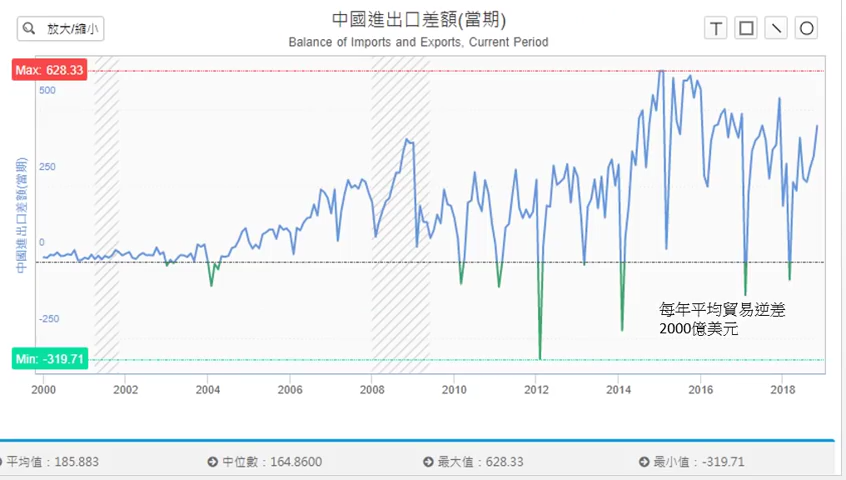 放大/縮小
中國進出口差額(當期)
Balance of Imports and Exports, Current Period
T
Max: 628.33
500
250
0
-250
中國進出口差額(當期)
Min: -319.71
每年平均貿易逆差
2000億美元
2000 2002 2004 2006 2008 2010 2012 2014 2016 2018
平均值：185.883 中位數：164.8600 最大值：628.33 最小值：-319.71